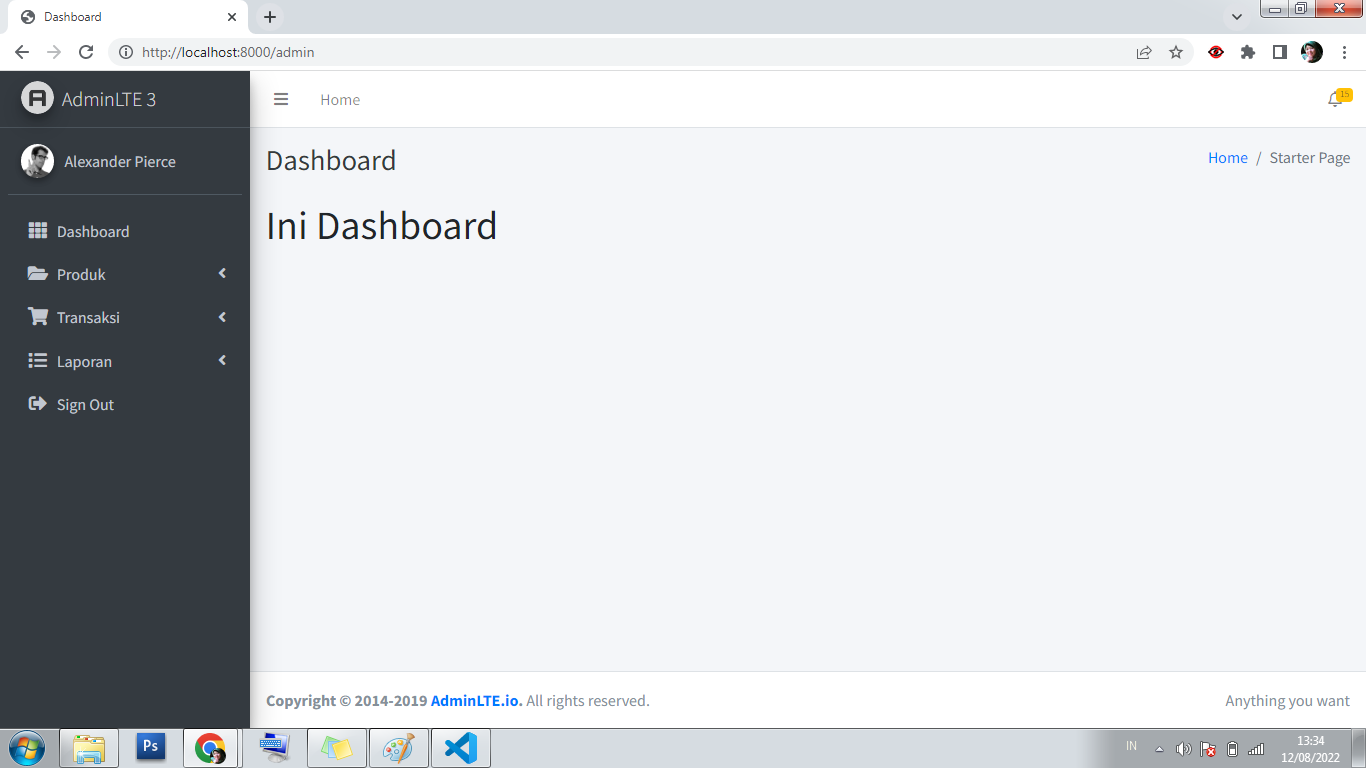 Dashboard
http://localhost:8000/admin
AdminLTE 3
Home
15
Alexander Pierce
Dashboard
Home / Starter Page
Ini Dashboard
Dashboard
Produk
Transaksi
Laporan
Sign Out
Copyright © 2014-2019 AdminLTE.io. All rights reserved.
Anything you want
Ps
IN
13:34
12/08/2022